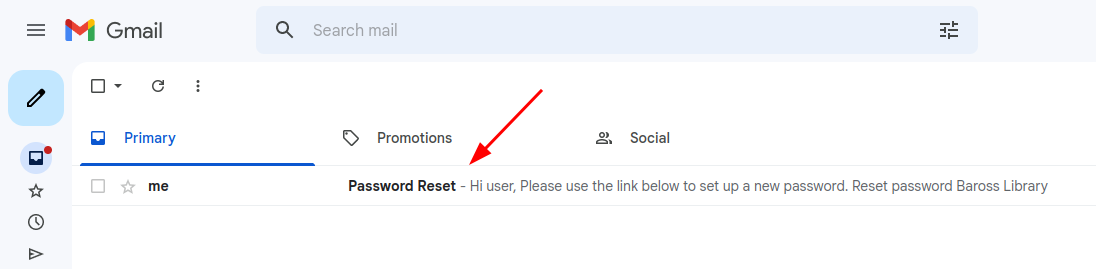 Gmail
Search mail
Primary
Promotions
Social
me
Password Reset - Hi user, Please use the link below to set up a new password. Reset password Baross Library